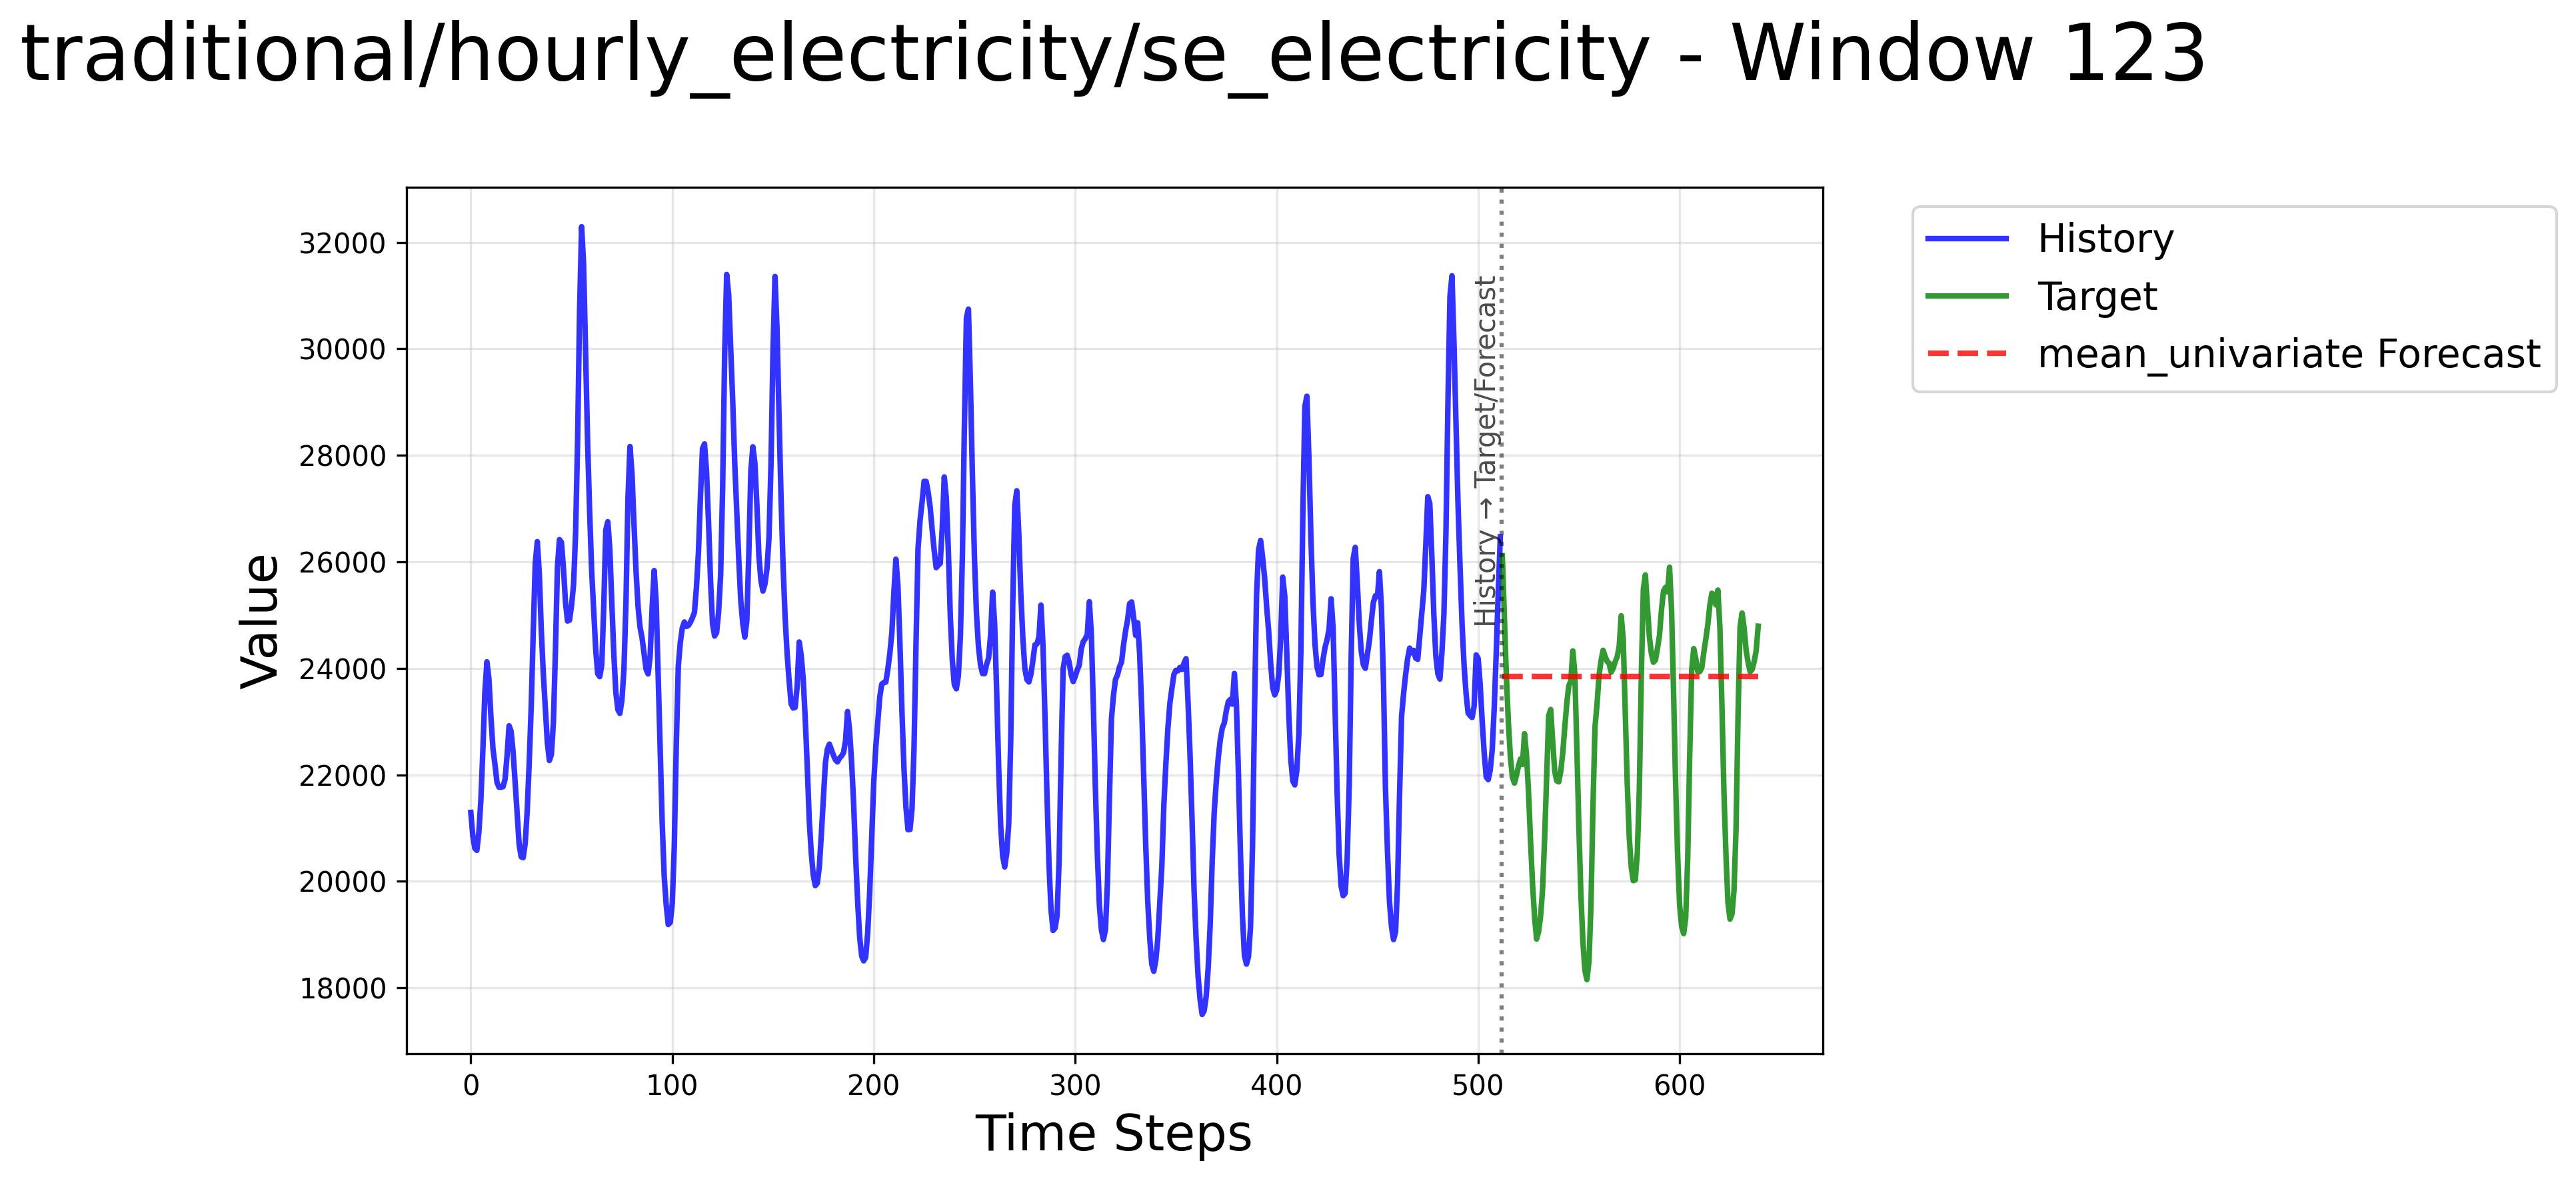 traditional/hourly_electricity/se_electricity - Window 123
History
Target
mean_univariate Forecast
History → Target/Forecast
Value
32000
30000
28000
26000
24000
22000
20000
18000
0
100
200
300
400
500
600
Time Steps